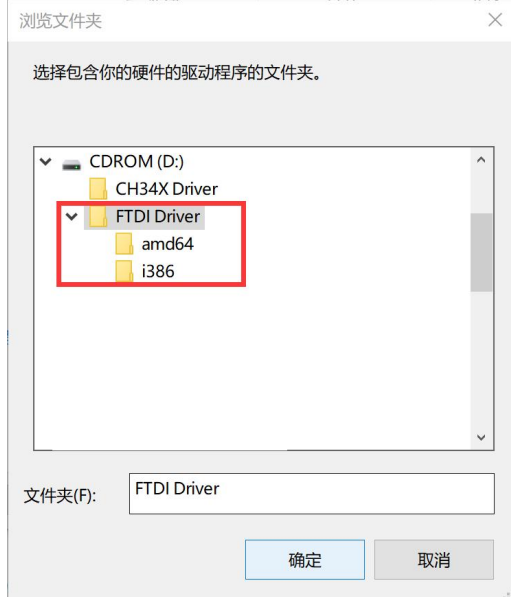 浏览文件夹
选择包含你的硬件的驱动程序的文件夹。
CDROM (D:)
CH34X Driver
FTDI Driver
amd64
i386
文件夹(F):
FTDI Driver
确定
取消